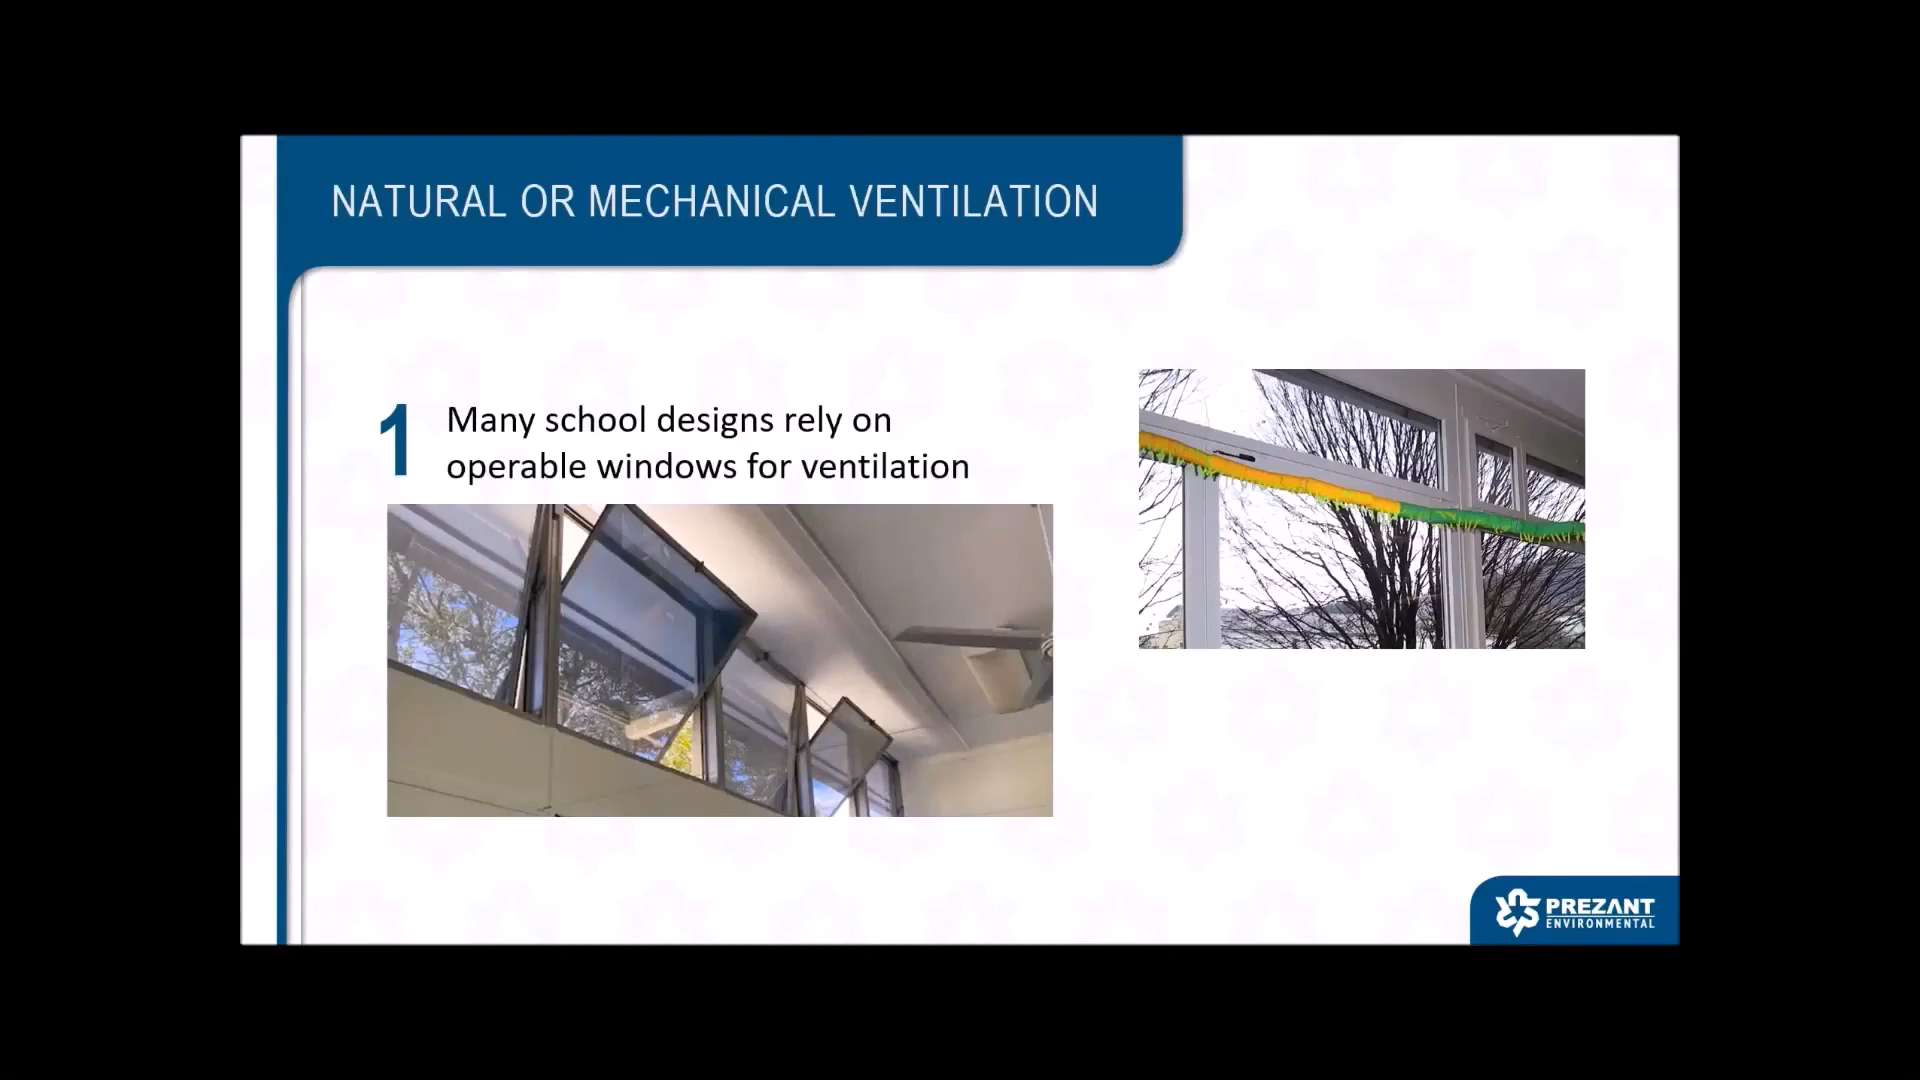 NATURAL OR MECHANICAL VENTILATION
1
Many school designs rely on
operable windows for ventilation
PREZANT
ENVIRONMENTAL